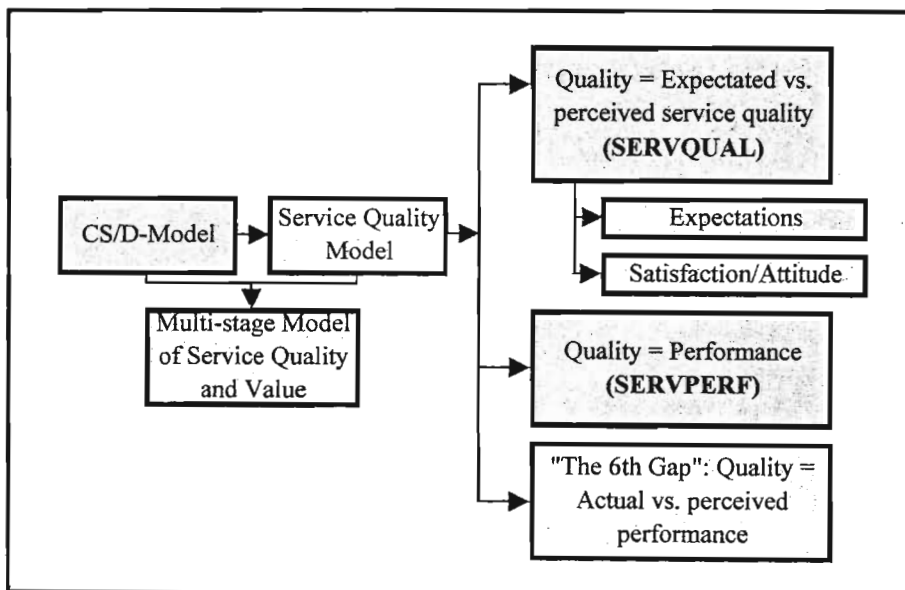 CS/D-Model
Service Quality
Model
Multi-stage Model
of Service Quality
and Value
Quality = Expectated vs.
perceived service quality
(SERVQUAL)
Expectations
Satisfaction/Attitude
Quality = Performance
(SERVPERF)
"The 6th Gap": Quality =
Actual vs. perceived
performance